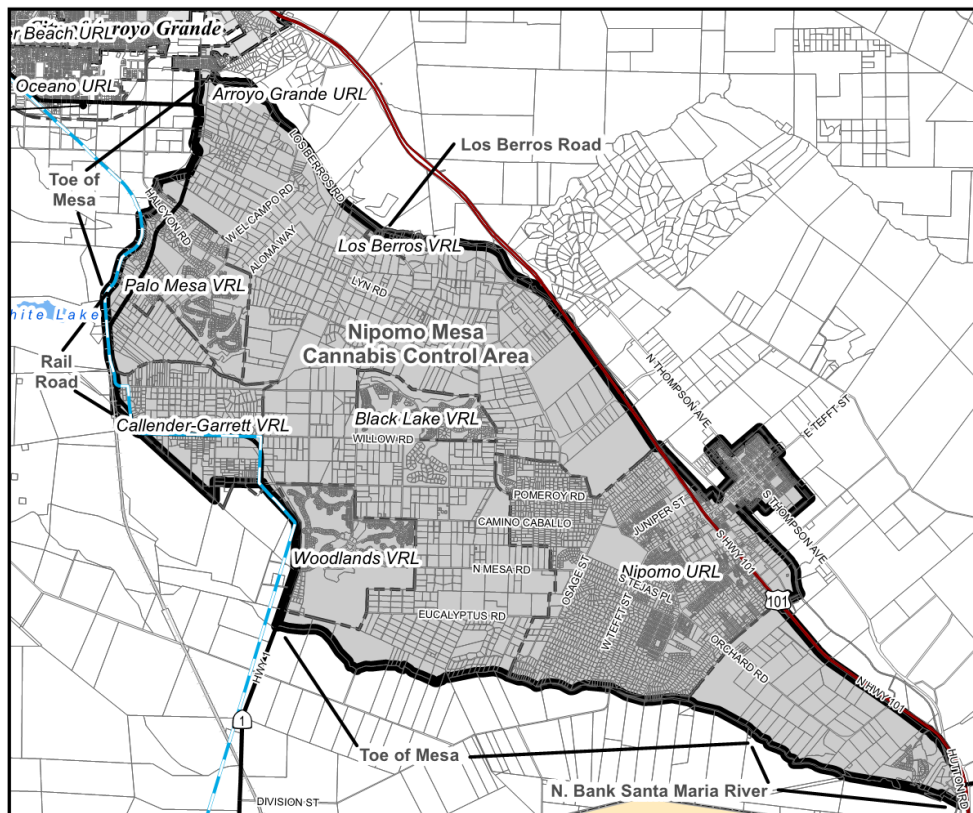 Arroyo Grande
er Beach URL
Oceano URL
Arroyo Grande URL
Los Berros Road
LOS BERROS RD
Toe of
Mesa
HALCYON RD
W EL CAMPO RD
ALOMA WAY
Los Berros VRL
Palo Mesa VRL
LYN RD
hite Lake
Nipomo Mesa
Cannabis Control Area
Rail
Road
N THOMPSON AVE
E TEFFT ST
Callender-Garrett VRL
Black Lake VRL
WILLOW RD
POMEROY RD
JUNIPER ST
S THOMPSON AVE
CAMINO CABALLO
S HWY 101
Woodlands VRL
N MESA RD
OSAGE ST
Nipomo URL
S TEJAS PL
W TEFFT ST
101
EUCALYPTUS RD
ORCHARD RD
HWY 1
N HWY 101
1
Toe of Mesa
HUTTON RD
N. Bank Santa Maria River
DIVISION ST